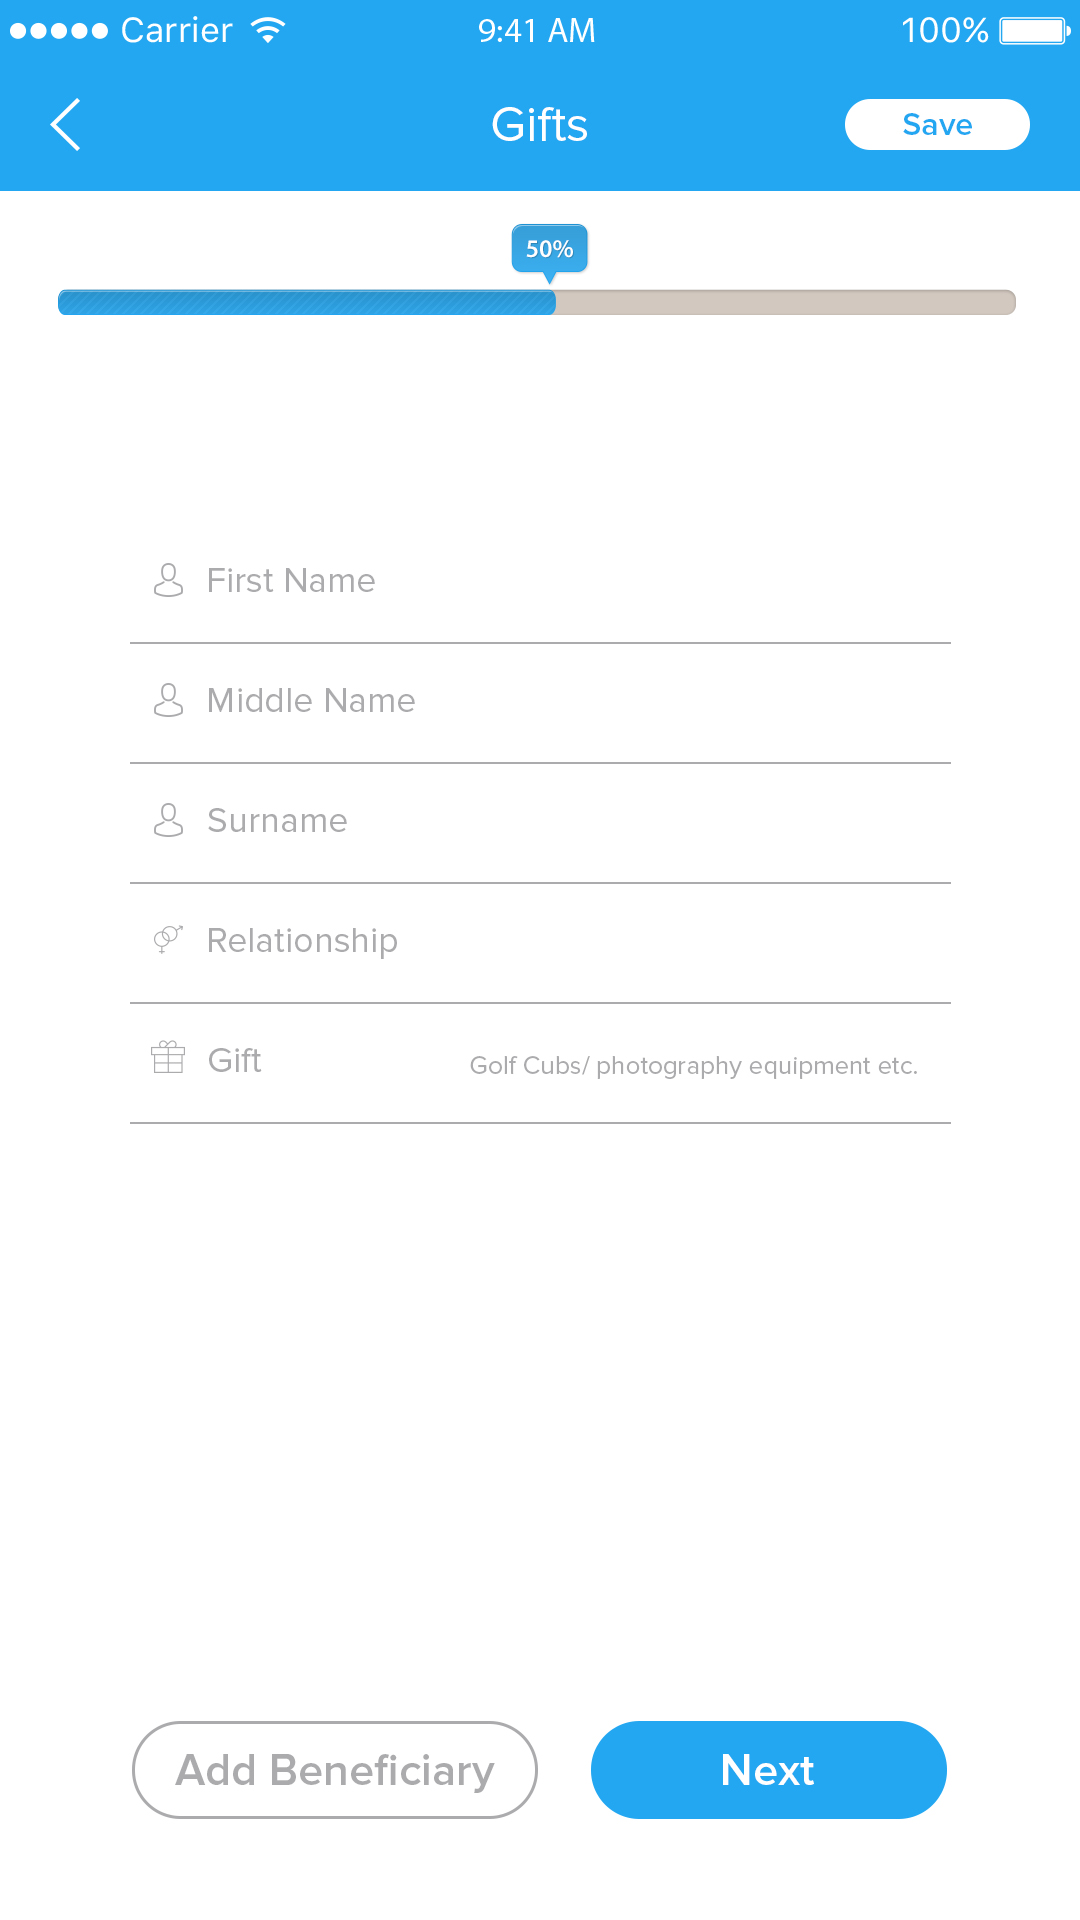 Carrier 9:41 AM 100%
Gifts Save
50%
First Name
Middle Name
Surname
Relationship
Gift Golf Cubs/ photography equipment etc.
Add Beneficiary Next